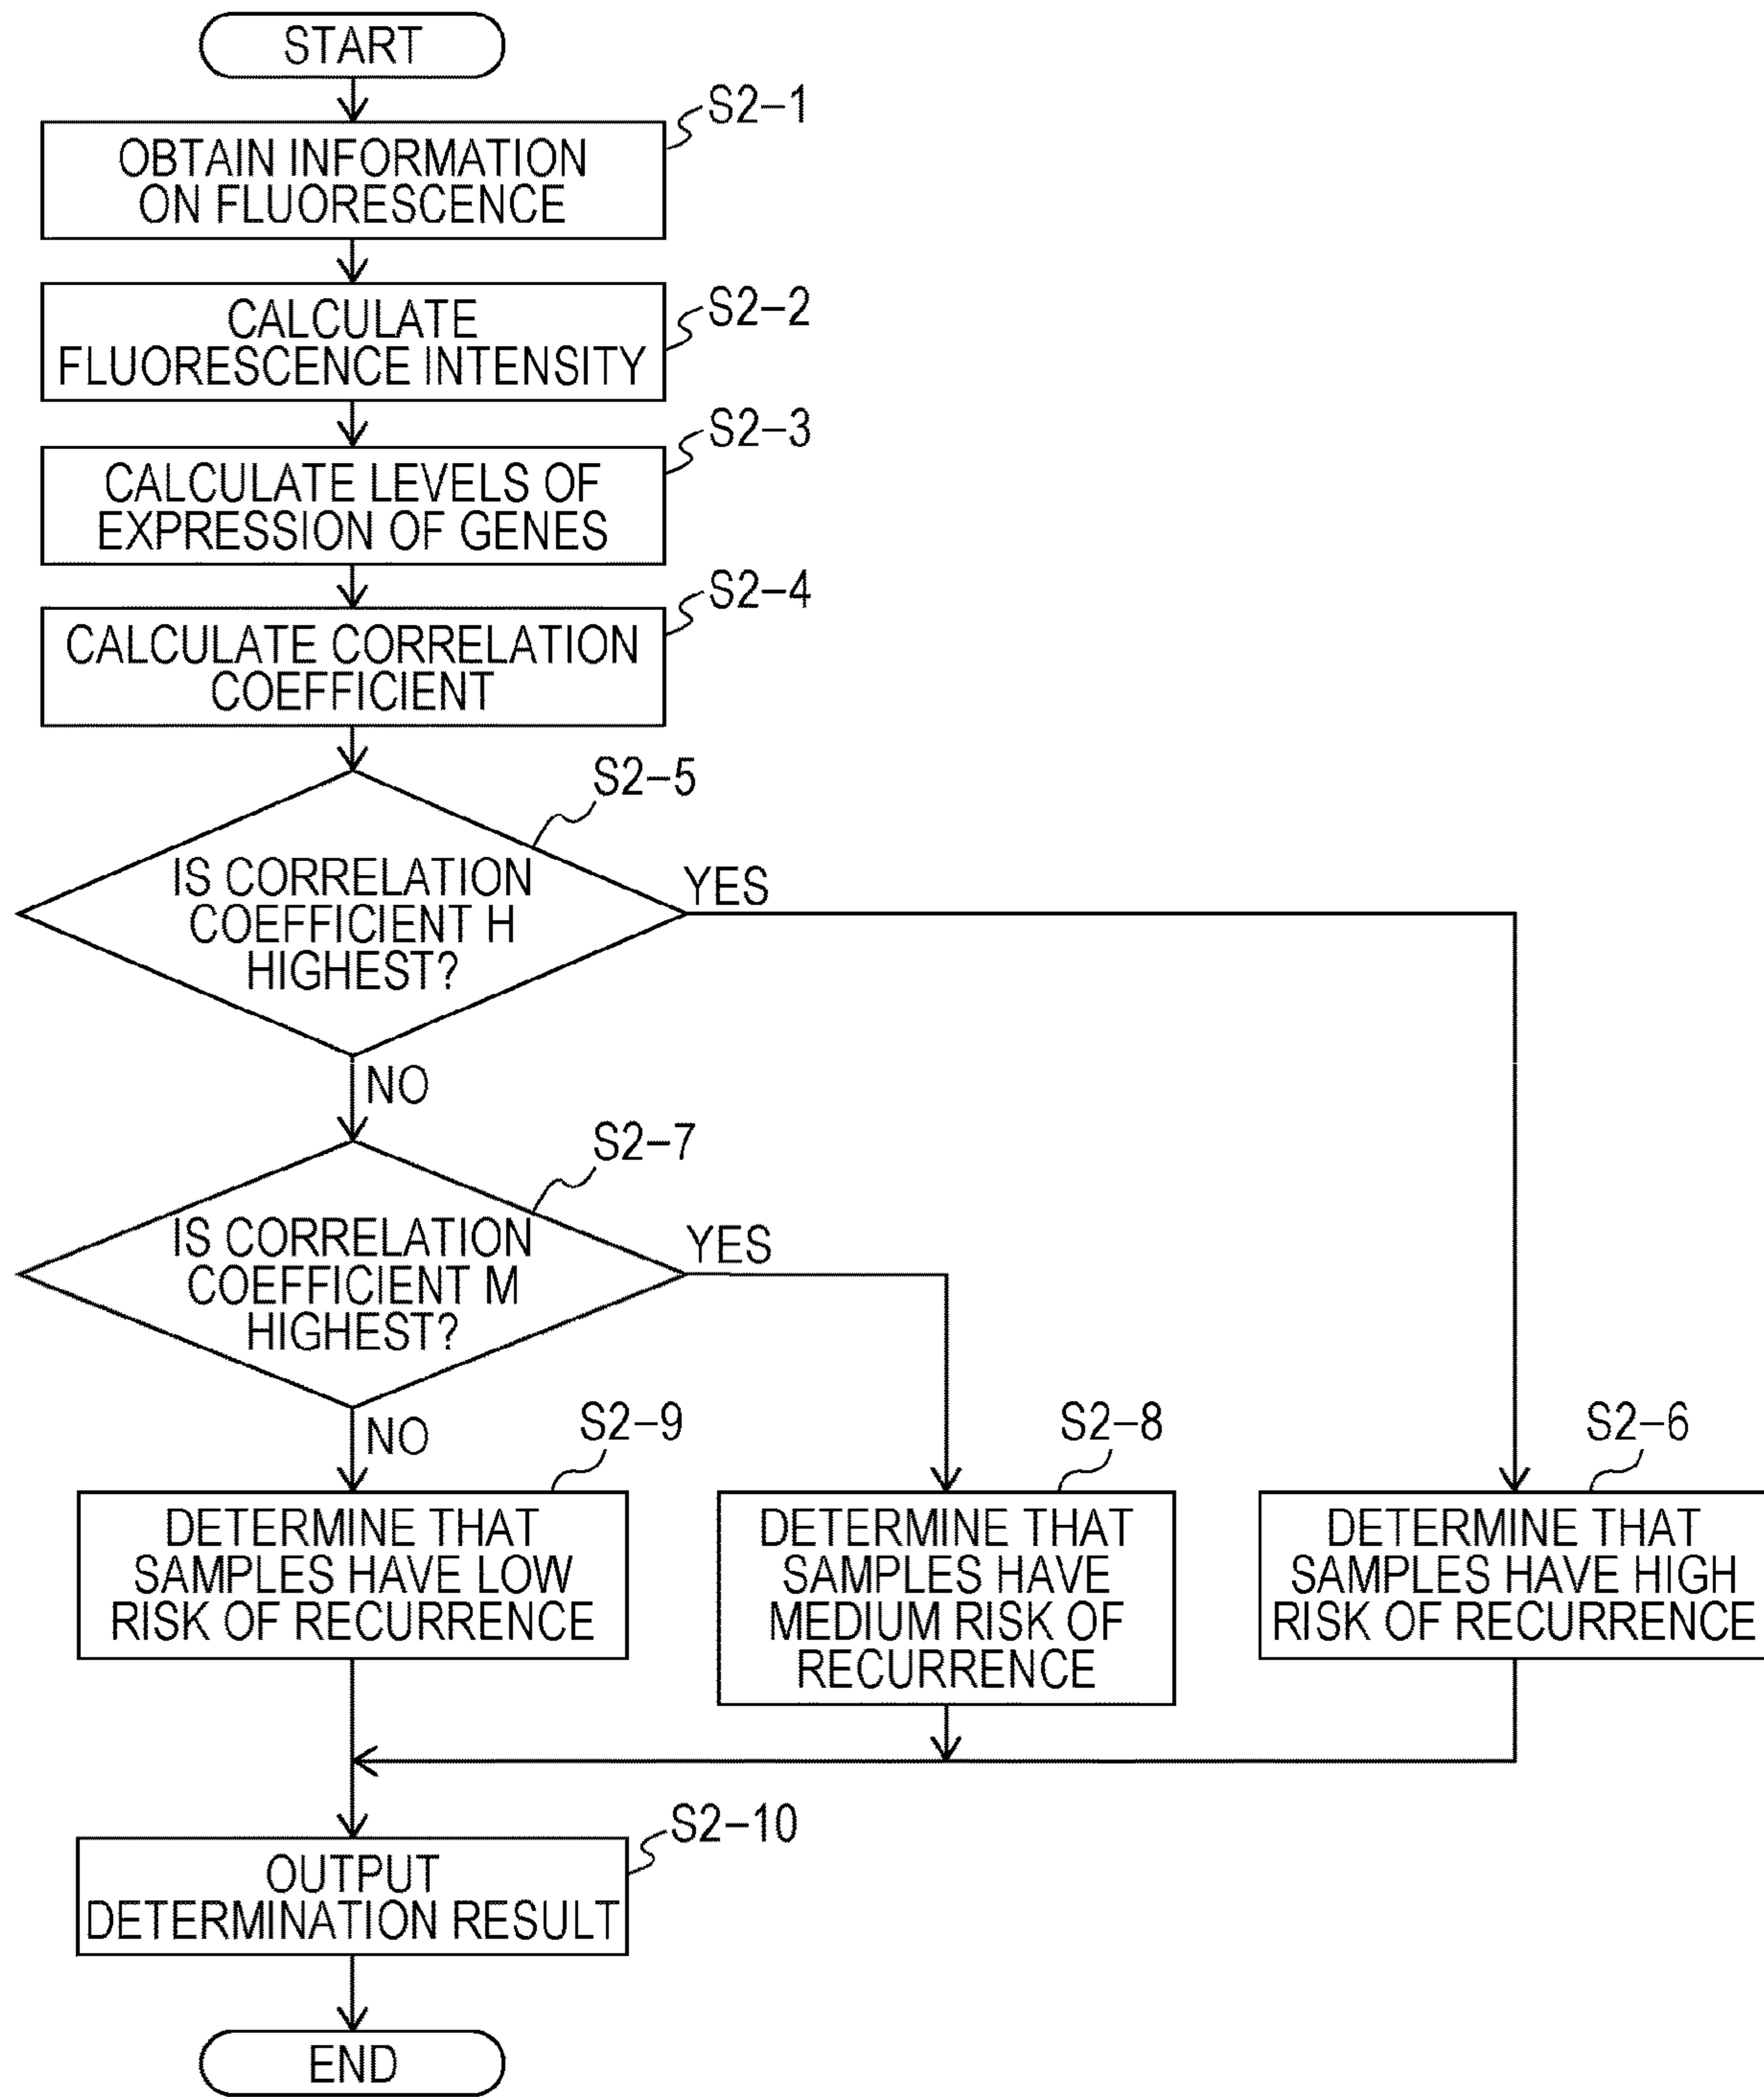 START
S2-1
OBTAIN INFORMATION
ON FLUORESCENCE
S2-2
CALCULATE
FLUORESCENCE INTENSITY
S2-3
CALCULATE LEVELS OF
EXPRESSION OF GENES
S2-4
CALCULATE CORRELATION
COEFFICIENT
S2-5
IS CORRELATION
COEFFICIENT H
HIGHEST?
YES
NO
S2-7
IS CORRELATION
COEFFICIENT M
HIGHEST?
YES
NO
S2-9
DETERMINE THAT
SAMPLES HAVE LOW
RISK OF RECURRENCE
S2-8
DETERMINE THAT
SAMPLES HAVE
MEDIUM RISK OF
RECURRENCE
S2-6
DETERMINE THAT
SAMPLES HAVE HIGH
RISK OF RECURRENCE
S2-10
OUTPUT
DETERMINATION RESULT
END